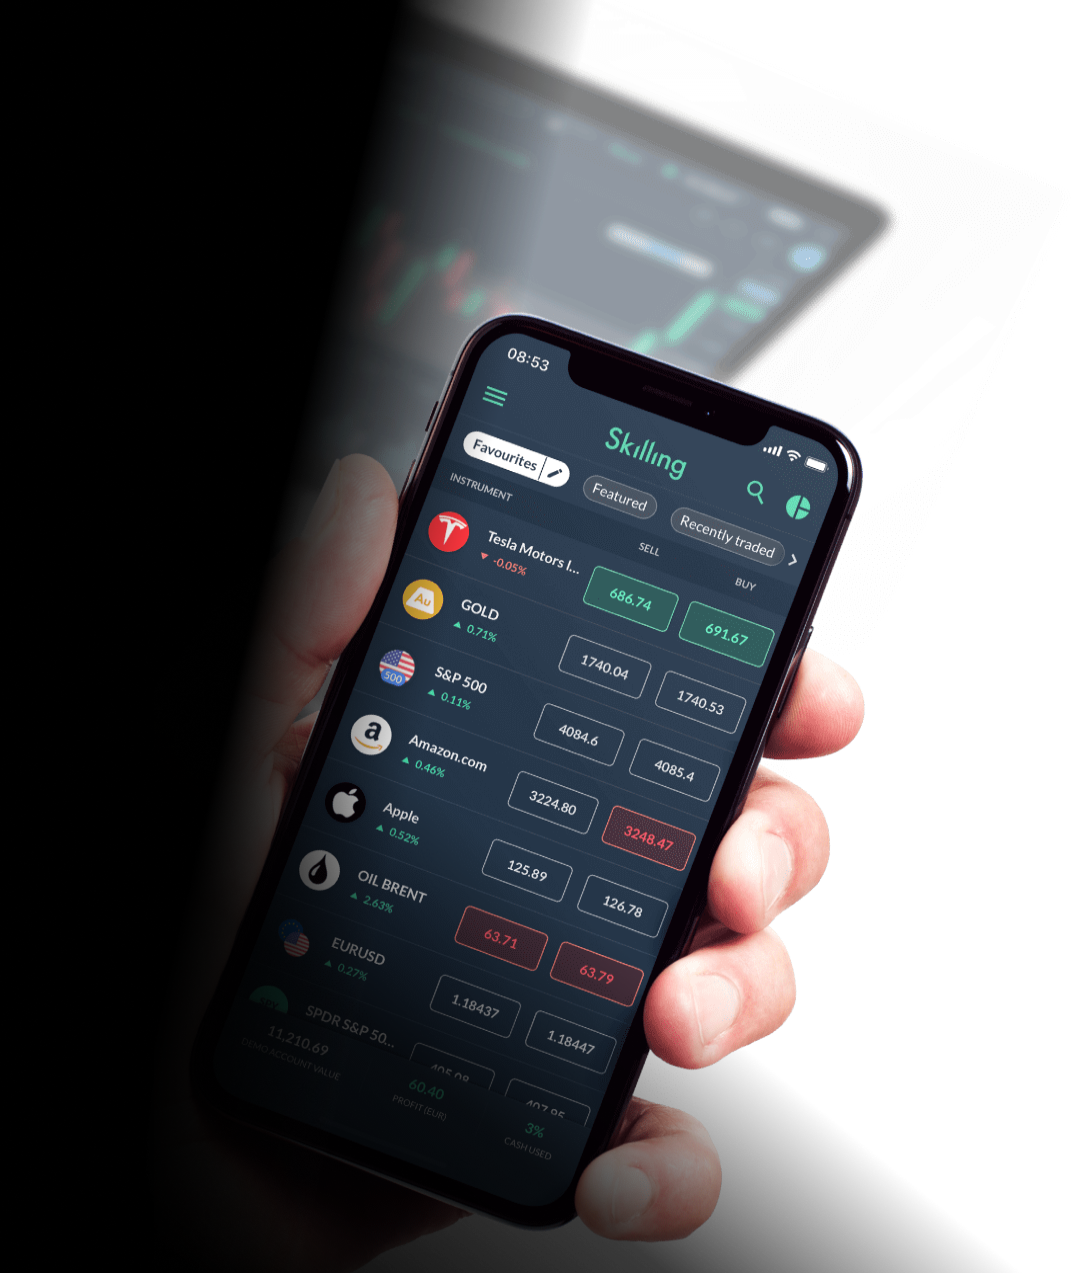 08:53
Skilling
Favourites
Featured
Recently traded
INSTRUMENT
SELL
BUY
Tesla Motors I...
-0.05%
686.74
691.67
Au
GOLD
0.71%
1740.04
1740.53
500
S&P 500
0.11%
4084.6
4085.4
a
Amazon.com
0.46%
3224.80
3248.47
Apple
0.52%
125.89
126.78
OIL BRENT
2.63%
63.71
63.79
EURUSD
0.27%
1.18437
1.18447
SPDR S&P 50...
11,210.69
DEMO ACCOUNT VALUE
60.40
PROFIT (EUR)
3%
CASH USED